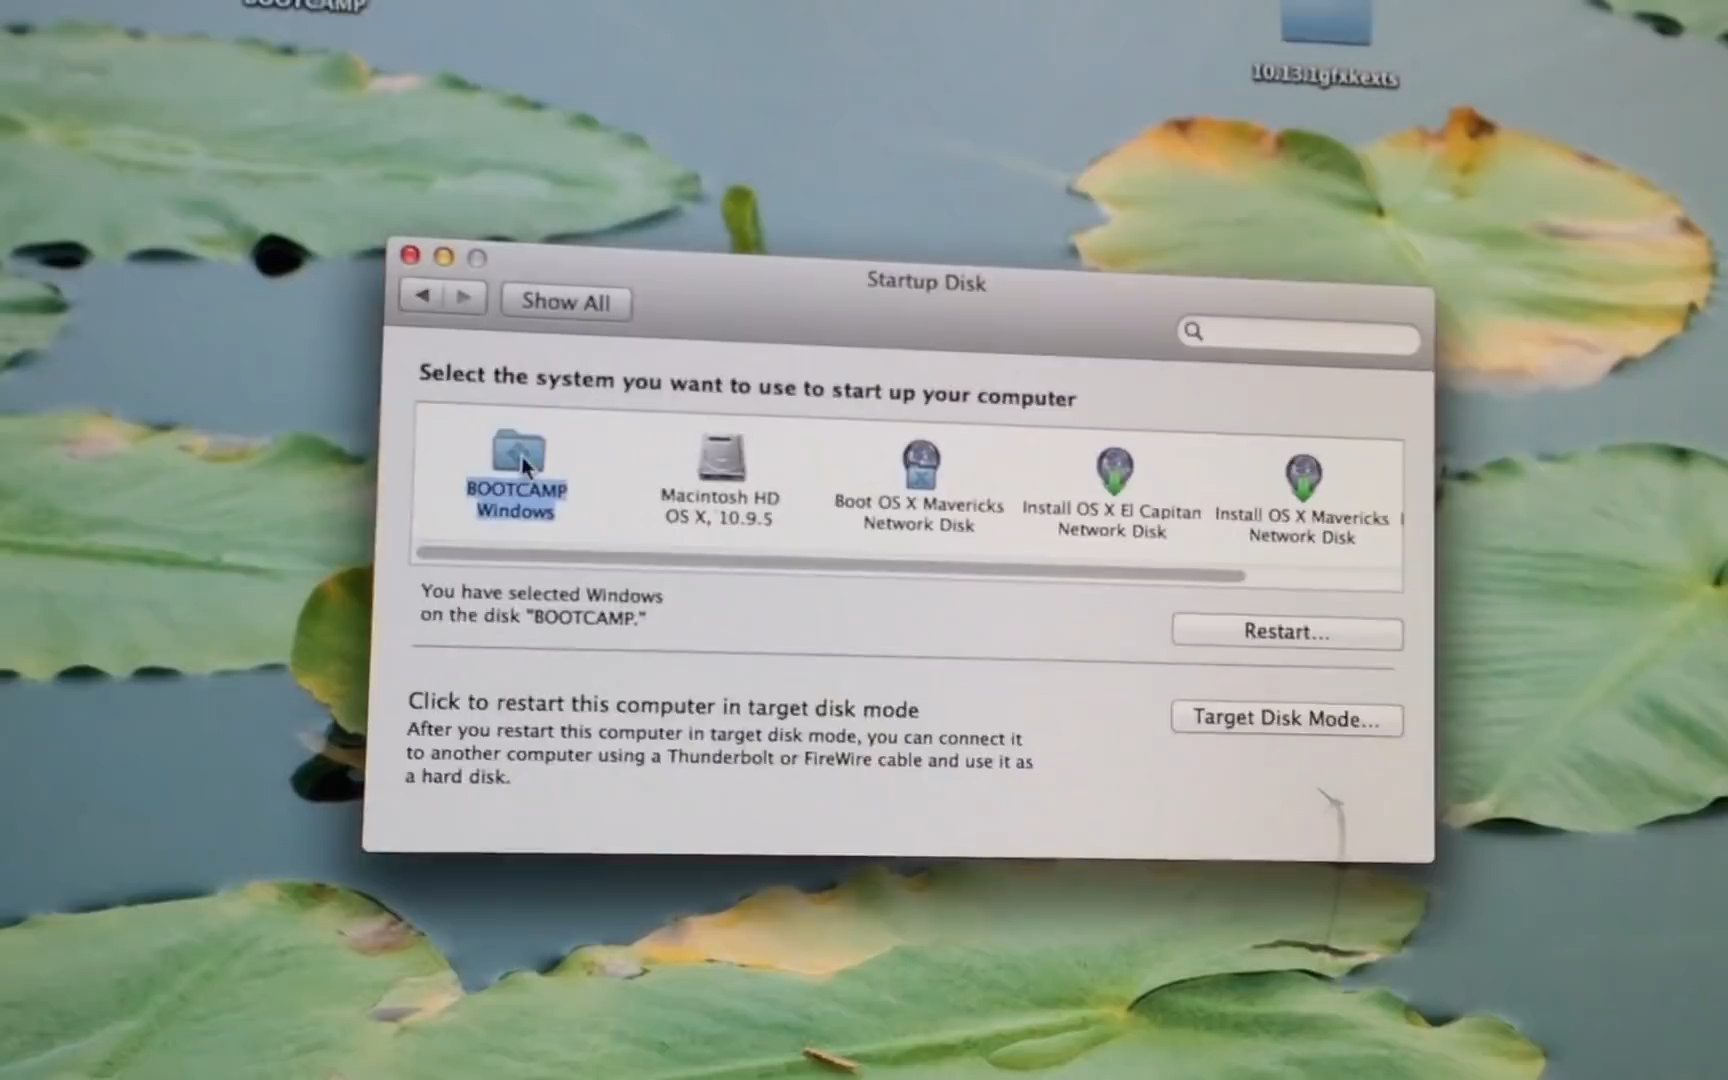 BOOTCAMP
10.13.1gfxkexts
Startup Disk
Show All
Select the system you want to use to start up your computer
BOOTCAMP
Windows
Macintosh HD
OS X, 10.9.5
Boot OS X Mavericks
Network Disk
Install OS X El Capitan
Network Disk
Install OS X Mavericks
Network Disk
You have selected Windows
on the disk "BOOTCAMP."
Restart...
Click to restart this computer in target disk mode
After you restart this computer in target disk mode, you can connect it
to another computer using a Thunderbolt or FireWire cable and use it as
a hard disk.
Target Disk Mode...